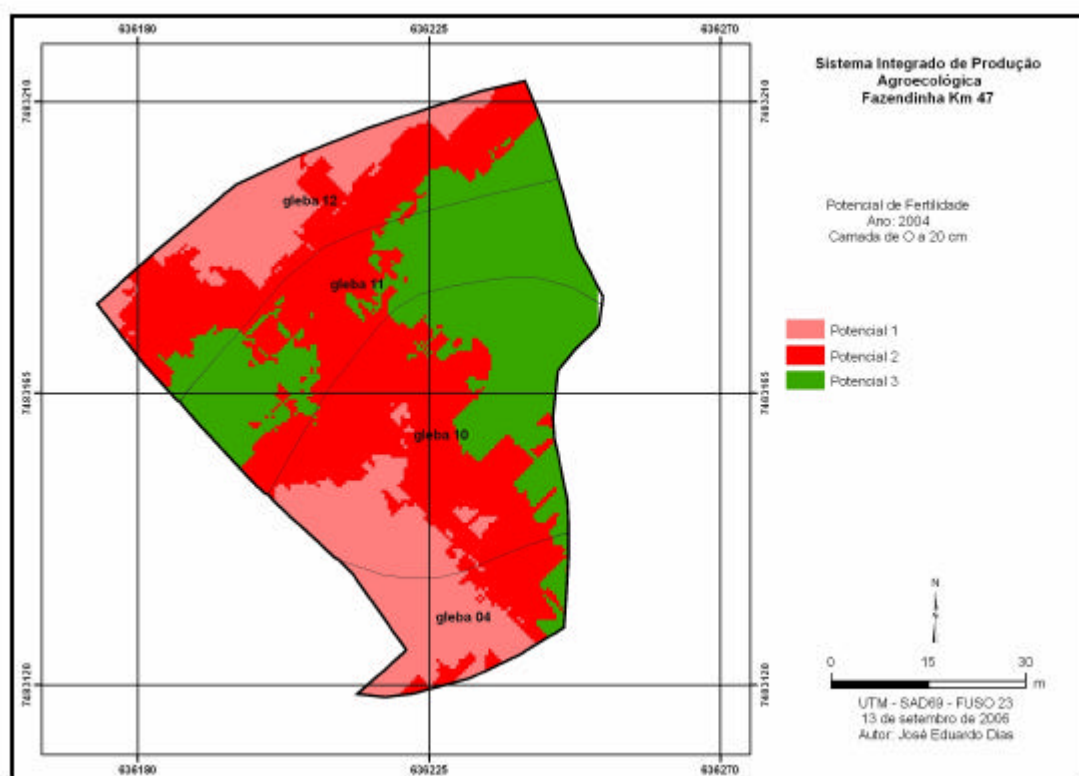 636180 636225 636270
7483210 7483210
7483165 7483165
7483120 7483120
636180 636225 636270
gleba 12
gleba 11
gleba 10
gleba 04
Sistema Integrado de Produção
Agroecológica
Fazendinha Km 47
Potencial de Fertilidade
Ano: 2004
Camada de O a 20 cm
Potencial 1
Potencial 2
Potencial 3
N
0 15 30
m
UTM - SAD69 - FUSO 23
13 de setembro de 2006
Autor: José Eduardo Dias